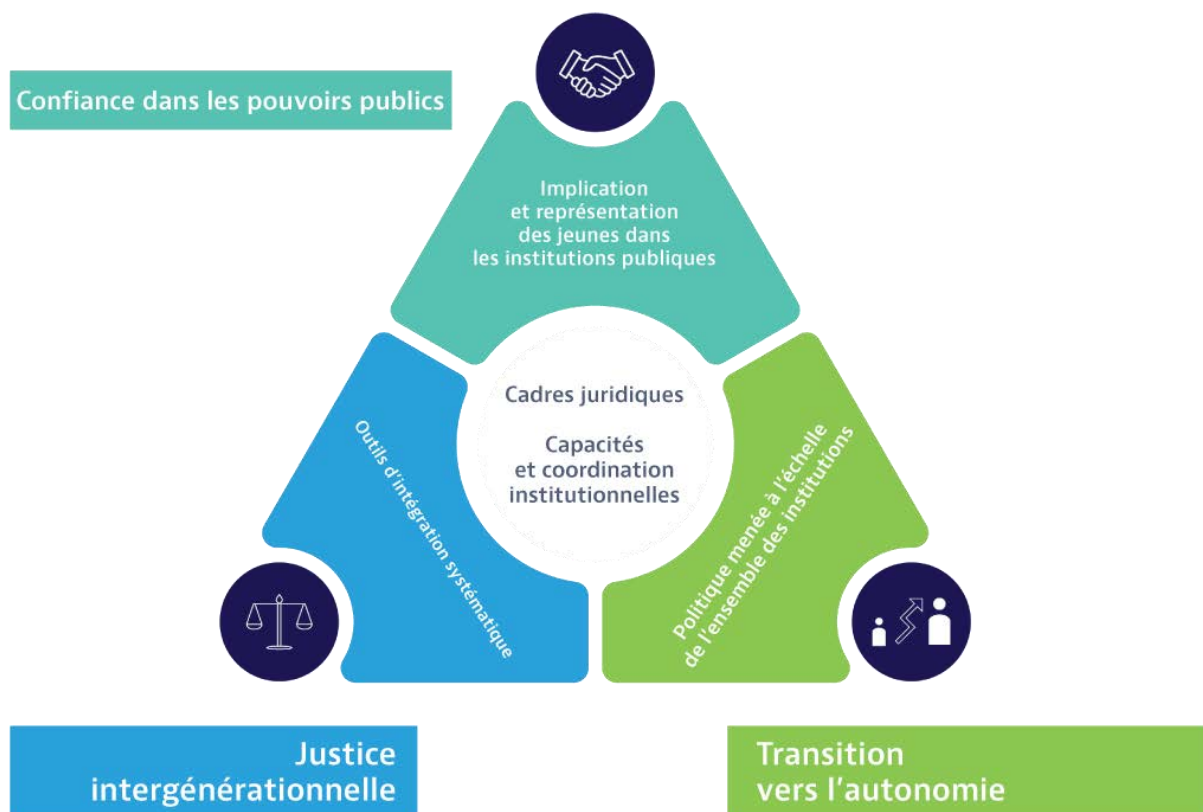 Confiance dans les pouvoirs publics
Implication
et représentation
des jeunes dans
les institutions publiques
Cadres juridiques
Capacités
et coordination
institutionnelles
Outils d'intégration systématique
Politique menée à l'échelle
de l'ensemble des institutions
Justice
intergénérationnelle
Transition
vers l'autonomie